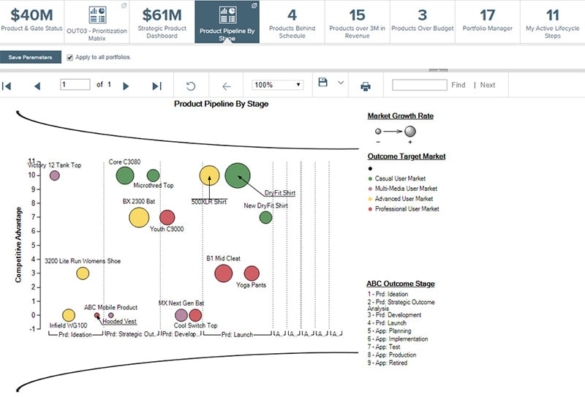 $40M
Product & Gate Status
OUT03 - Prioritization
Matrix
$61M
Strategic Product
Dashboard
Product Pipeline By
Stage
4
Products Behind
Schedule
15
Products over 3M in
Revenue
3
Products Over Budget
17
Portfolio Manager
11
My Active Lifecycle
Steps
Save Parameters
Apply to all portfolios
1 of 1
100%
Find | Next
Product Pipeline By Stage
Competitive Advantage
11
10
9
8
7
6
5
4
3
2
1
0
-1
Victory 12 Tank Top
Core C3080
Microthred Top
500XLR Shirt
DryFit Shirt
BX 2300 Bat
Youth C9000
New DryFit Shirt
3200 Lite Run Womens Shoe
B1 Mid Cleat
Yoga Pants
ABC Mobile Product
Infield WG100
Hooded Vest
MX Next Gen Bat
Cool Switch Top
Prd: Ideation
Prd: Strategic Out..
Prd: Develop..
Prd: Launch
Market Growth Rate
- +
Outcome Target Market
Casual User Market
Multi-Media User Market
Advanced User Market
Professional User Market
ABC Outcome Stage
1 - Prd: Ideation
2 - Prd: Strategic Outcome
Analysis
3 - Prd: Development
4 - Prd: Launch
5 - App: Planning
6 - App: Implementation
7 - App: Test
8 - App: Production
9 - App: Retired